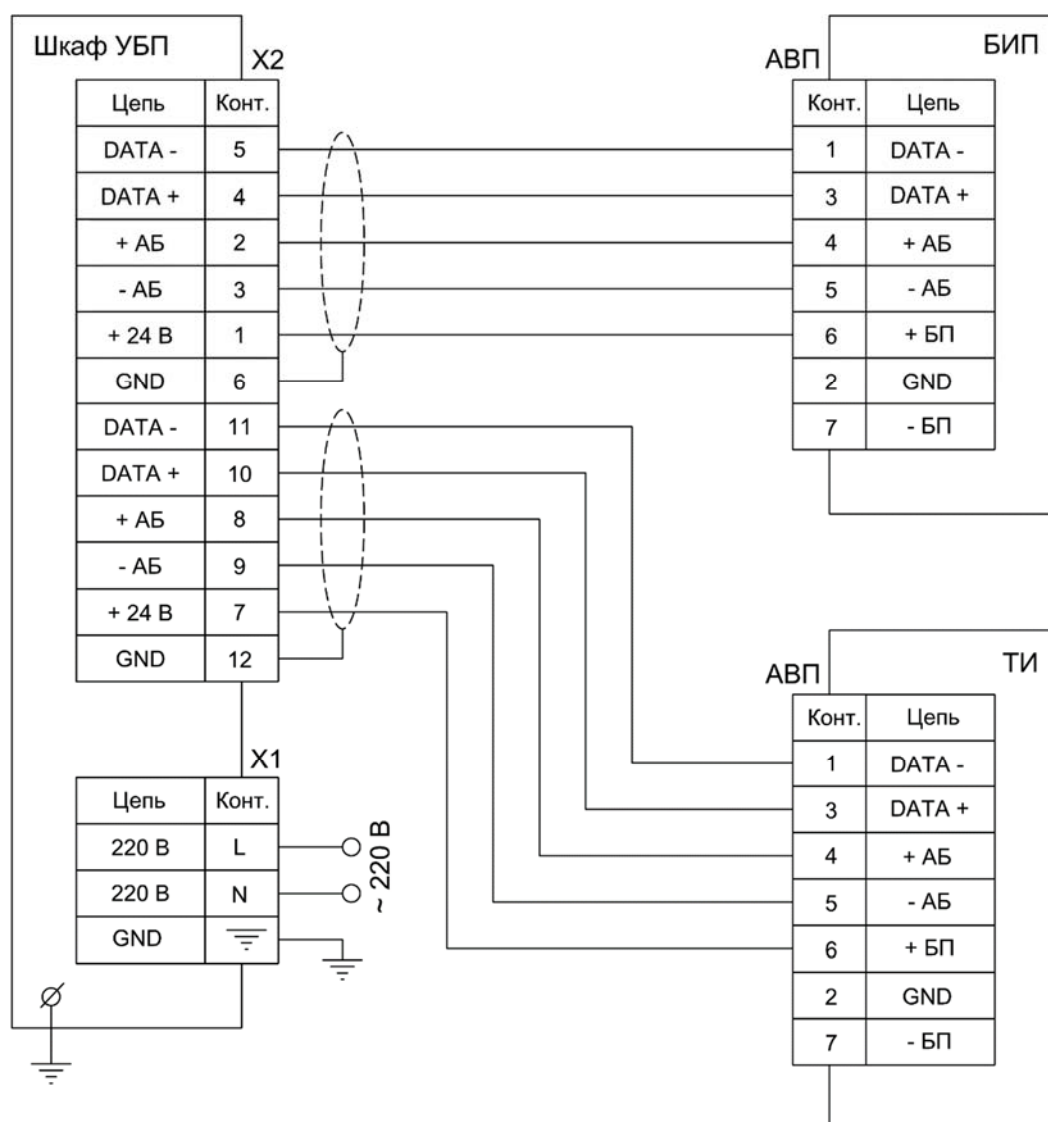 Шкаф УБП
X2
Цепь Конт.
DATA - 5
DATA + 4
+ АБ 2
- АБ 3
+ 24 В 1
GND 6
DATA - 11
DATA + 10
+ АБ 8
- АБ 9
+ 24 В 7
GND 12
X1
Цепь Конт.
220 В L
220 В N
GND
~ 220 В
АВП
БИП
Конт. Цепь
1 DATA -
3 DATA +
4 + АБ
5 - АБ
6 + БП
2 GND
7 - БП
АВП
ТИ
Конт. Цепь
1 DATA -
3 DATA +
4 + АБ
5 - АБ
6 + БП
2 GND
7 - БП